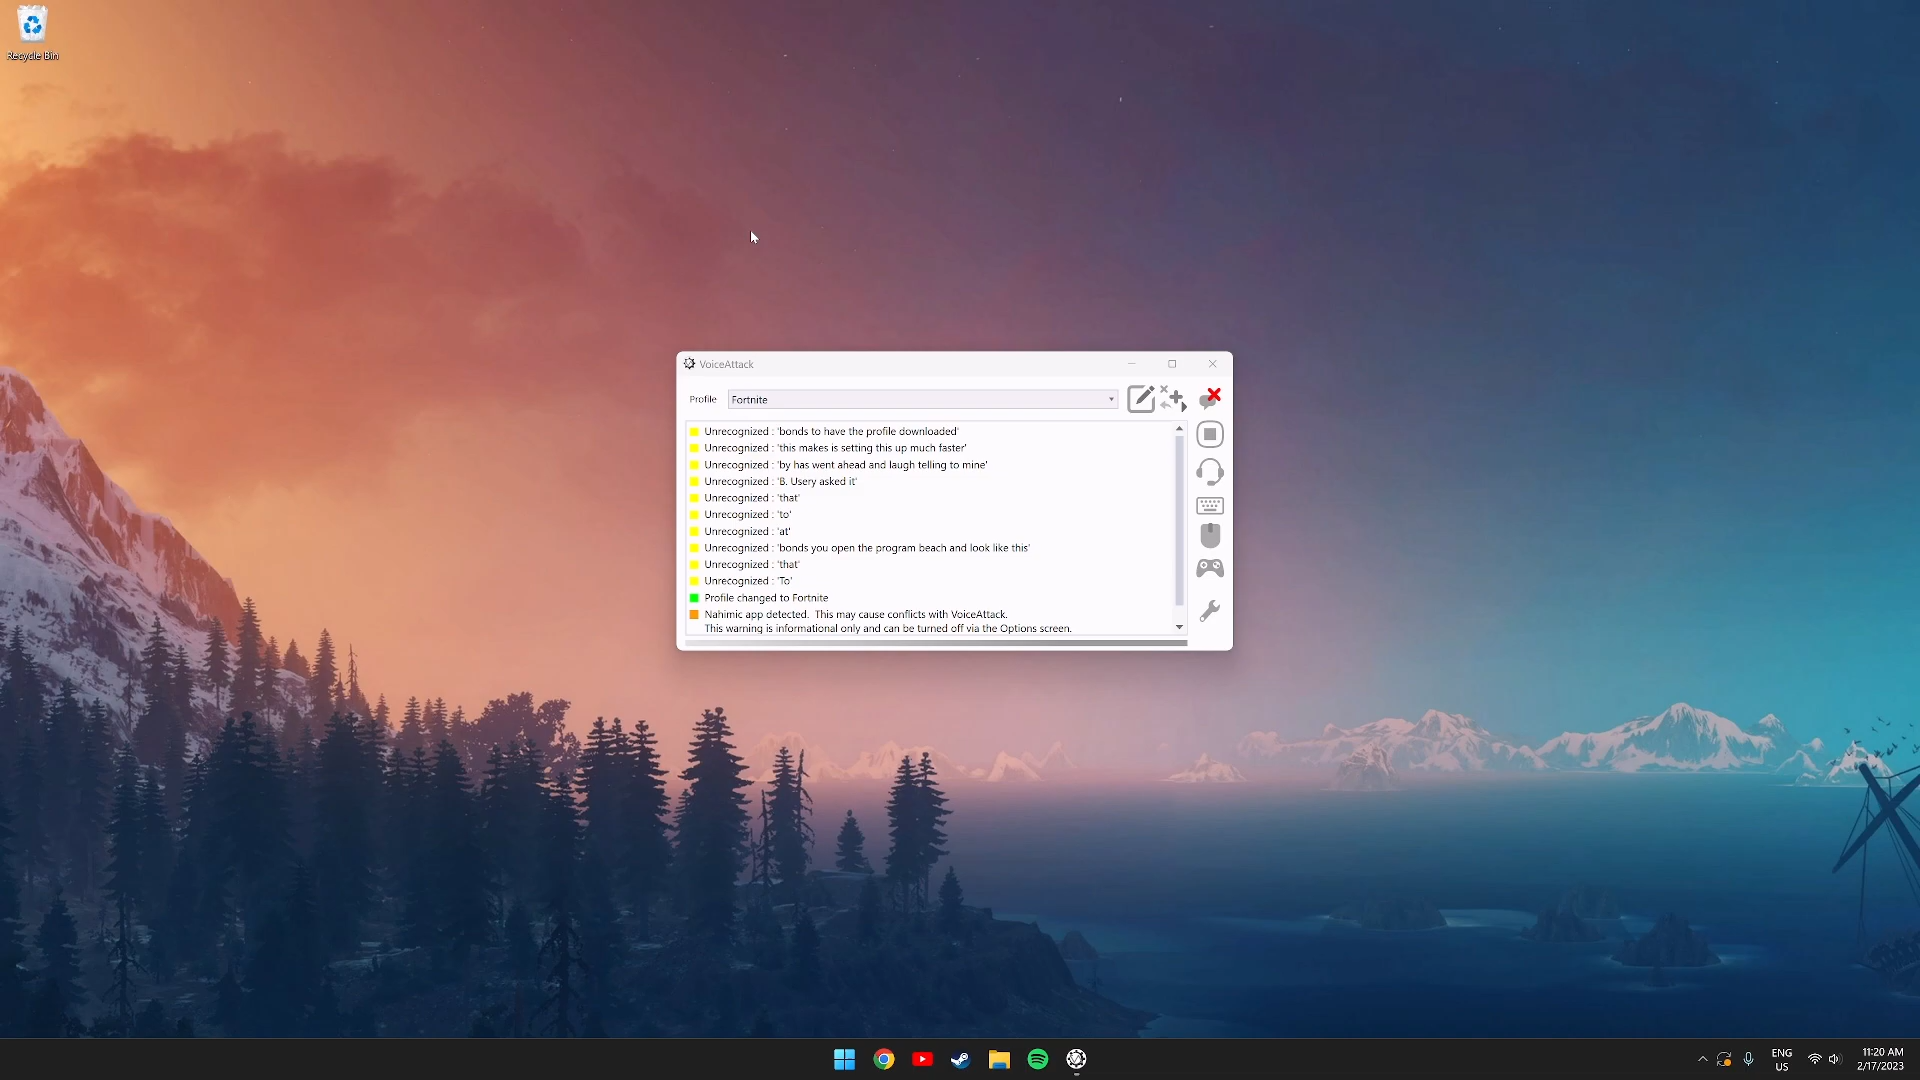 Recycle Bin
VoiceAttack
Profile
Fortnite
Unrecognized : 'bonds to have the profile downloaded'
Unrecognized : 'this makes is setting this up much faster'
Unrecognized : 'by has went ahead and laugh telling to mine'
Unrecognized : 'B. Usery asked it'
Unrecognized : 'that'
Unrecognized : 'to'
Unrecognized : 'at'
Unrecognized : 'bonds you open the program beach and look like this'
Unrecognized : 'that'
Unrecognized : 'To'
Profile changed to Fortnite
Nahimic app detected.  This may cause conflicts with VoiceAttack.
This warning is informational only and can be turned off via the Options screen.
ENG
US
11:20 AM
2/17/2023